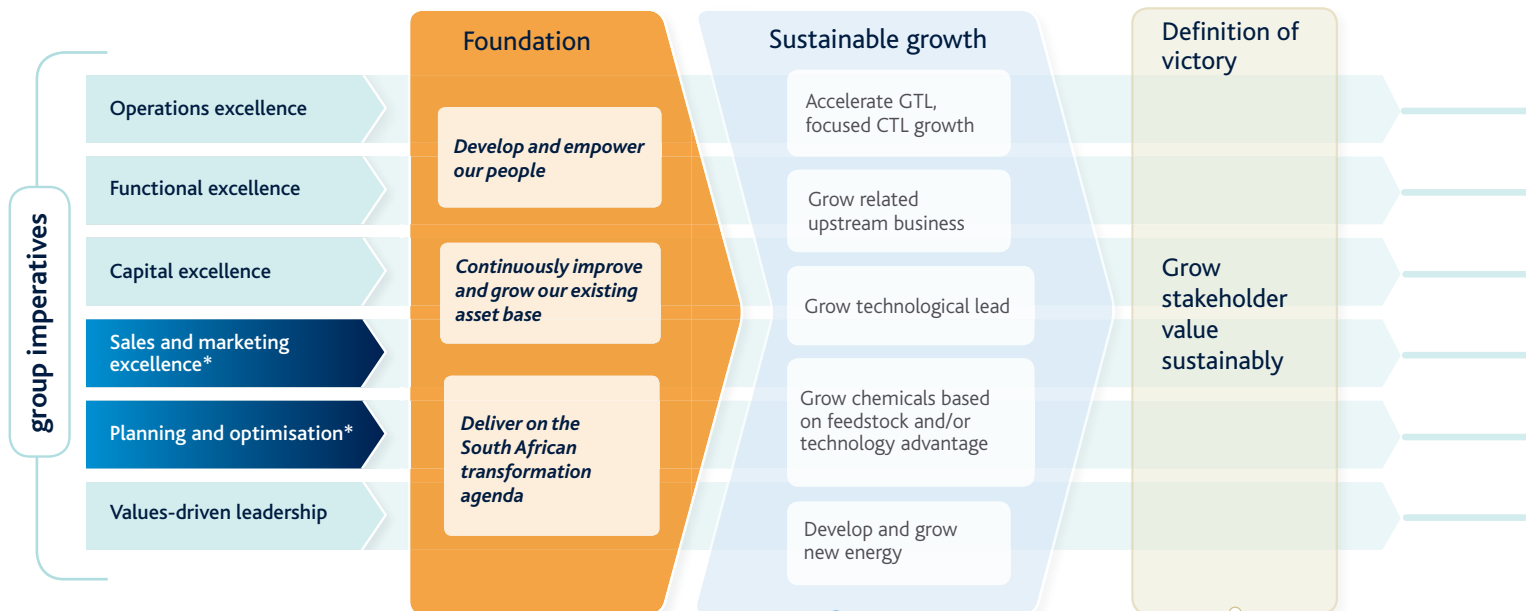 group imperatives
Operations excellence
Functional excellence
Capital excellence
Sales and marketing
excellence*
Planning and optimisation*
Values-driven leadership
Foundation
Develop and empower
our people
Continuously improve
and grow our existing
asset base
Deliver on the
South African
transformation
agenda
Sustainable growth
Accelerate GTL,
focused CTL growth
Grow related
upstream business
Grow technological lead
Grow chemicals based
on feedstock and/or
technology advantage
Develop and grow
new energy
Definition of
victory
Grow
stakeholder
value
sustainably